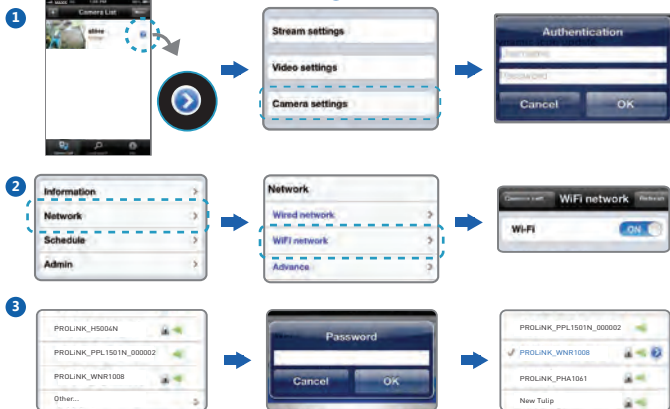 1
Camera List
Stream settings
Video settings
Camera settings
Authentication
Username
Password
Cancel
OK
2
Information
Network
Schedule
Admin
Network
Wired network
WiFi network
Advance
WiFi network
Refresh
Wi-Fi
ON
3
PROLiNK_H5004N
PROLiNK_PPL1501N_000002
PROLiNK_WNR1008
Other...
Password
Cancel
OK
PROLiNK_PPL1501N_000002
PROLiNK_WNR1008
PROLiNK_PHA1061
New Tulip